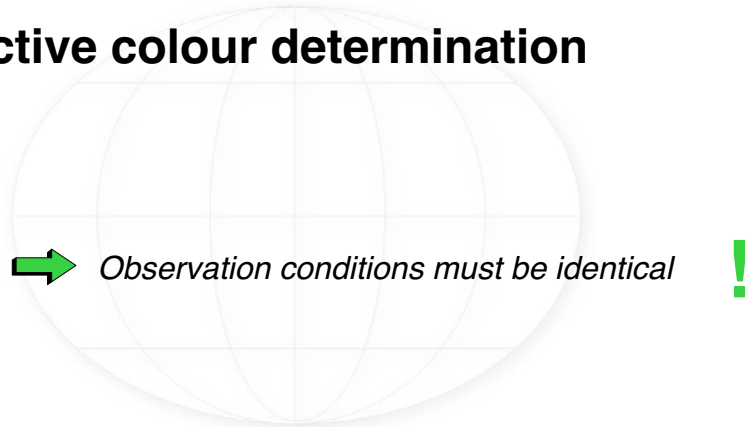 ctive colour determination
Observation conditions must be identical !